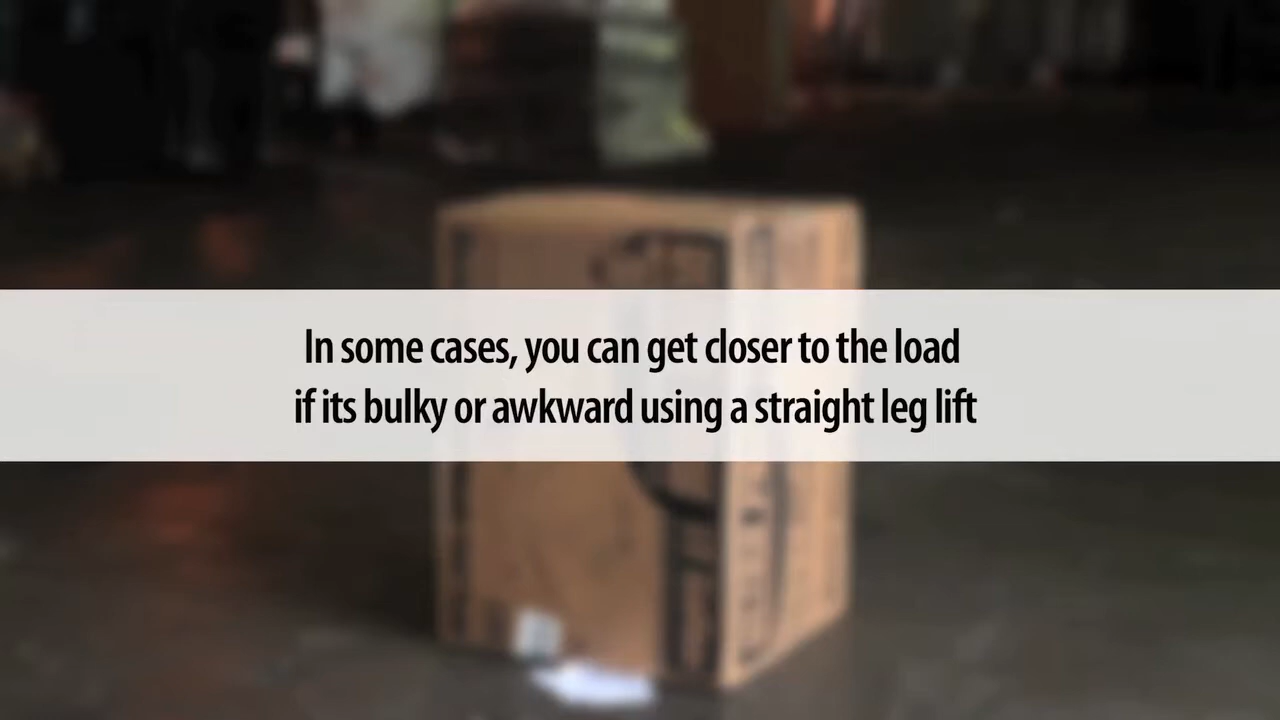 In some cases, you can get closer to the load
if its bulky or awkward using a straight leg lift